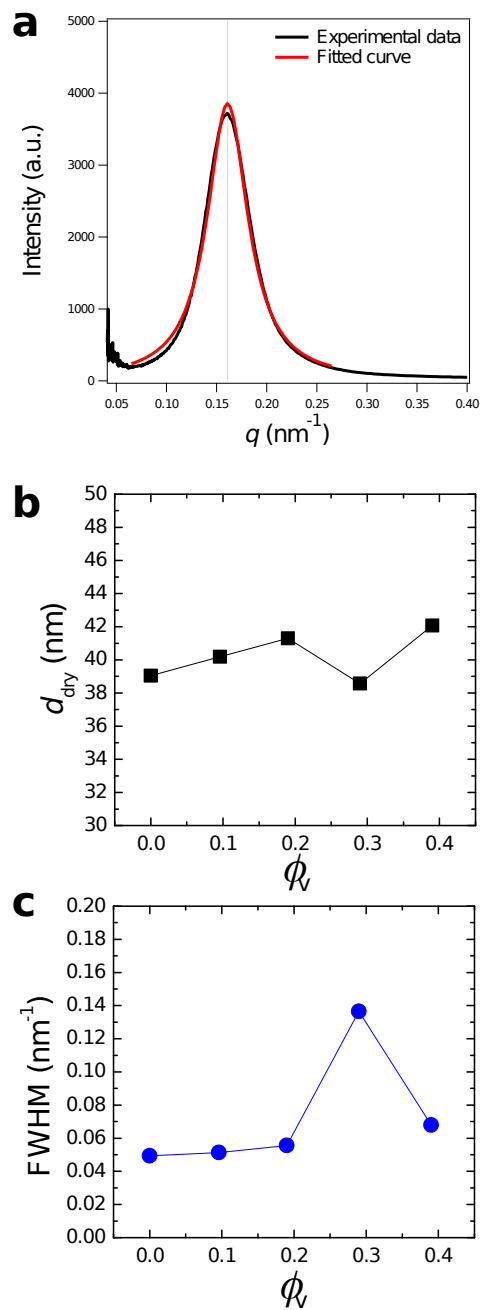 a
5000
4000
3000
2000
1000
0
Intensity (a.u.)
Experimental data
Fitted curve
0.05 0.10 0.15 0.20 0.25 0.30 0.35 0.40
q (nm⁻¹)
b
50
48
46
44
42
40
38
36
34
32
30
d_dry (nm)
0.0 0.1 0.2 0.3 0.4
ϕ_v
c
0.20
0.18
0.16
0.14
0.12
0.10
0.08
0.06
0.04
0.02
0.00
FWHM (nm⁻¹)
0.0 0.1 0.2 0.3 0.4
ϕ_v